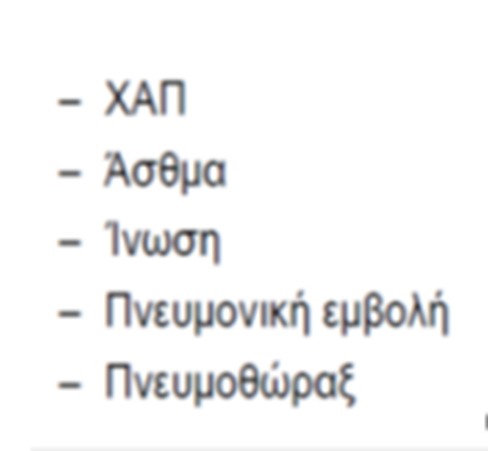 – ΧΑΠ
– Άσθμα
– Ίνωση
– Πνευμονική εμβολή
– Πνευμοθώραξ